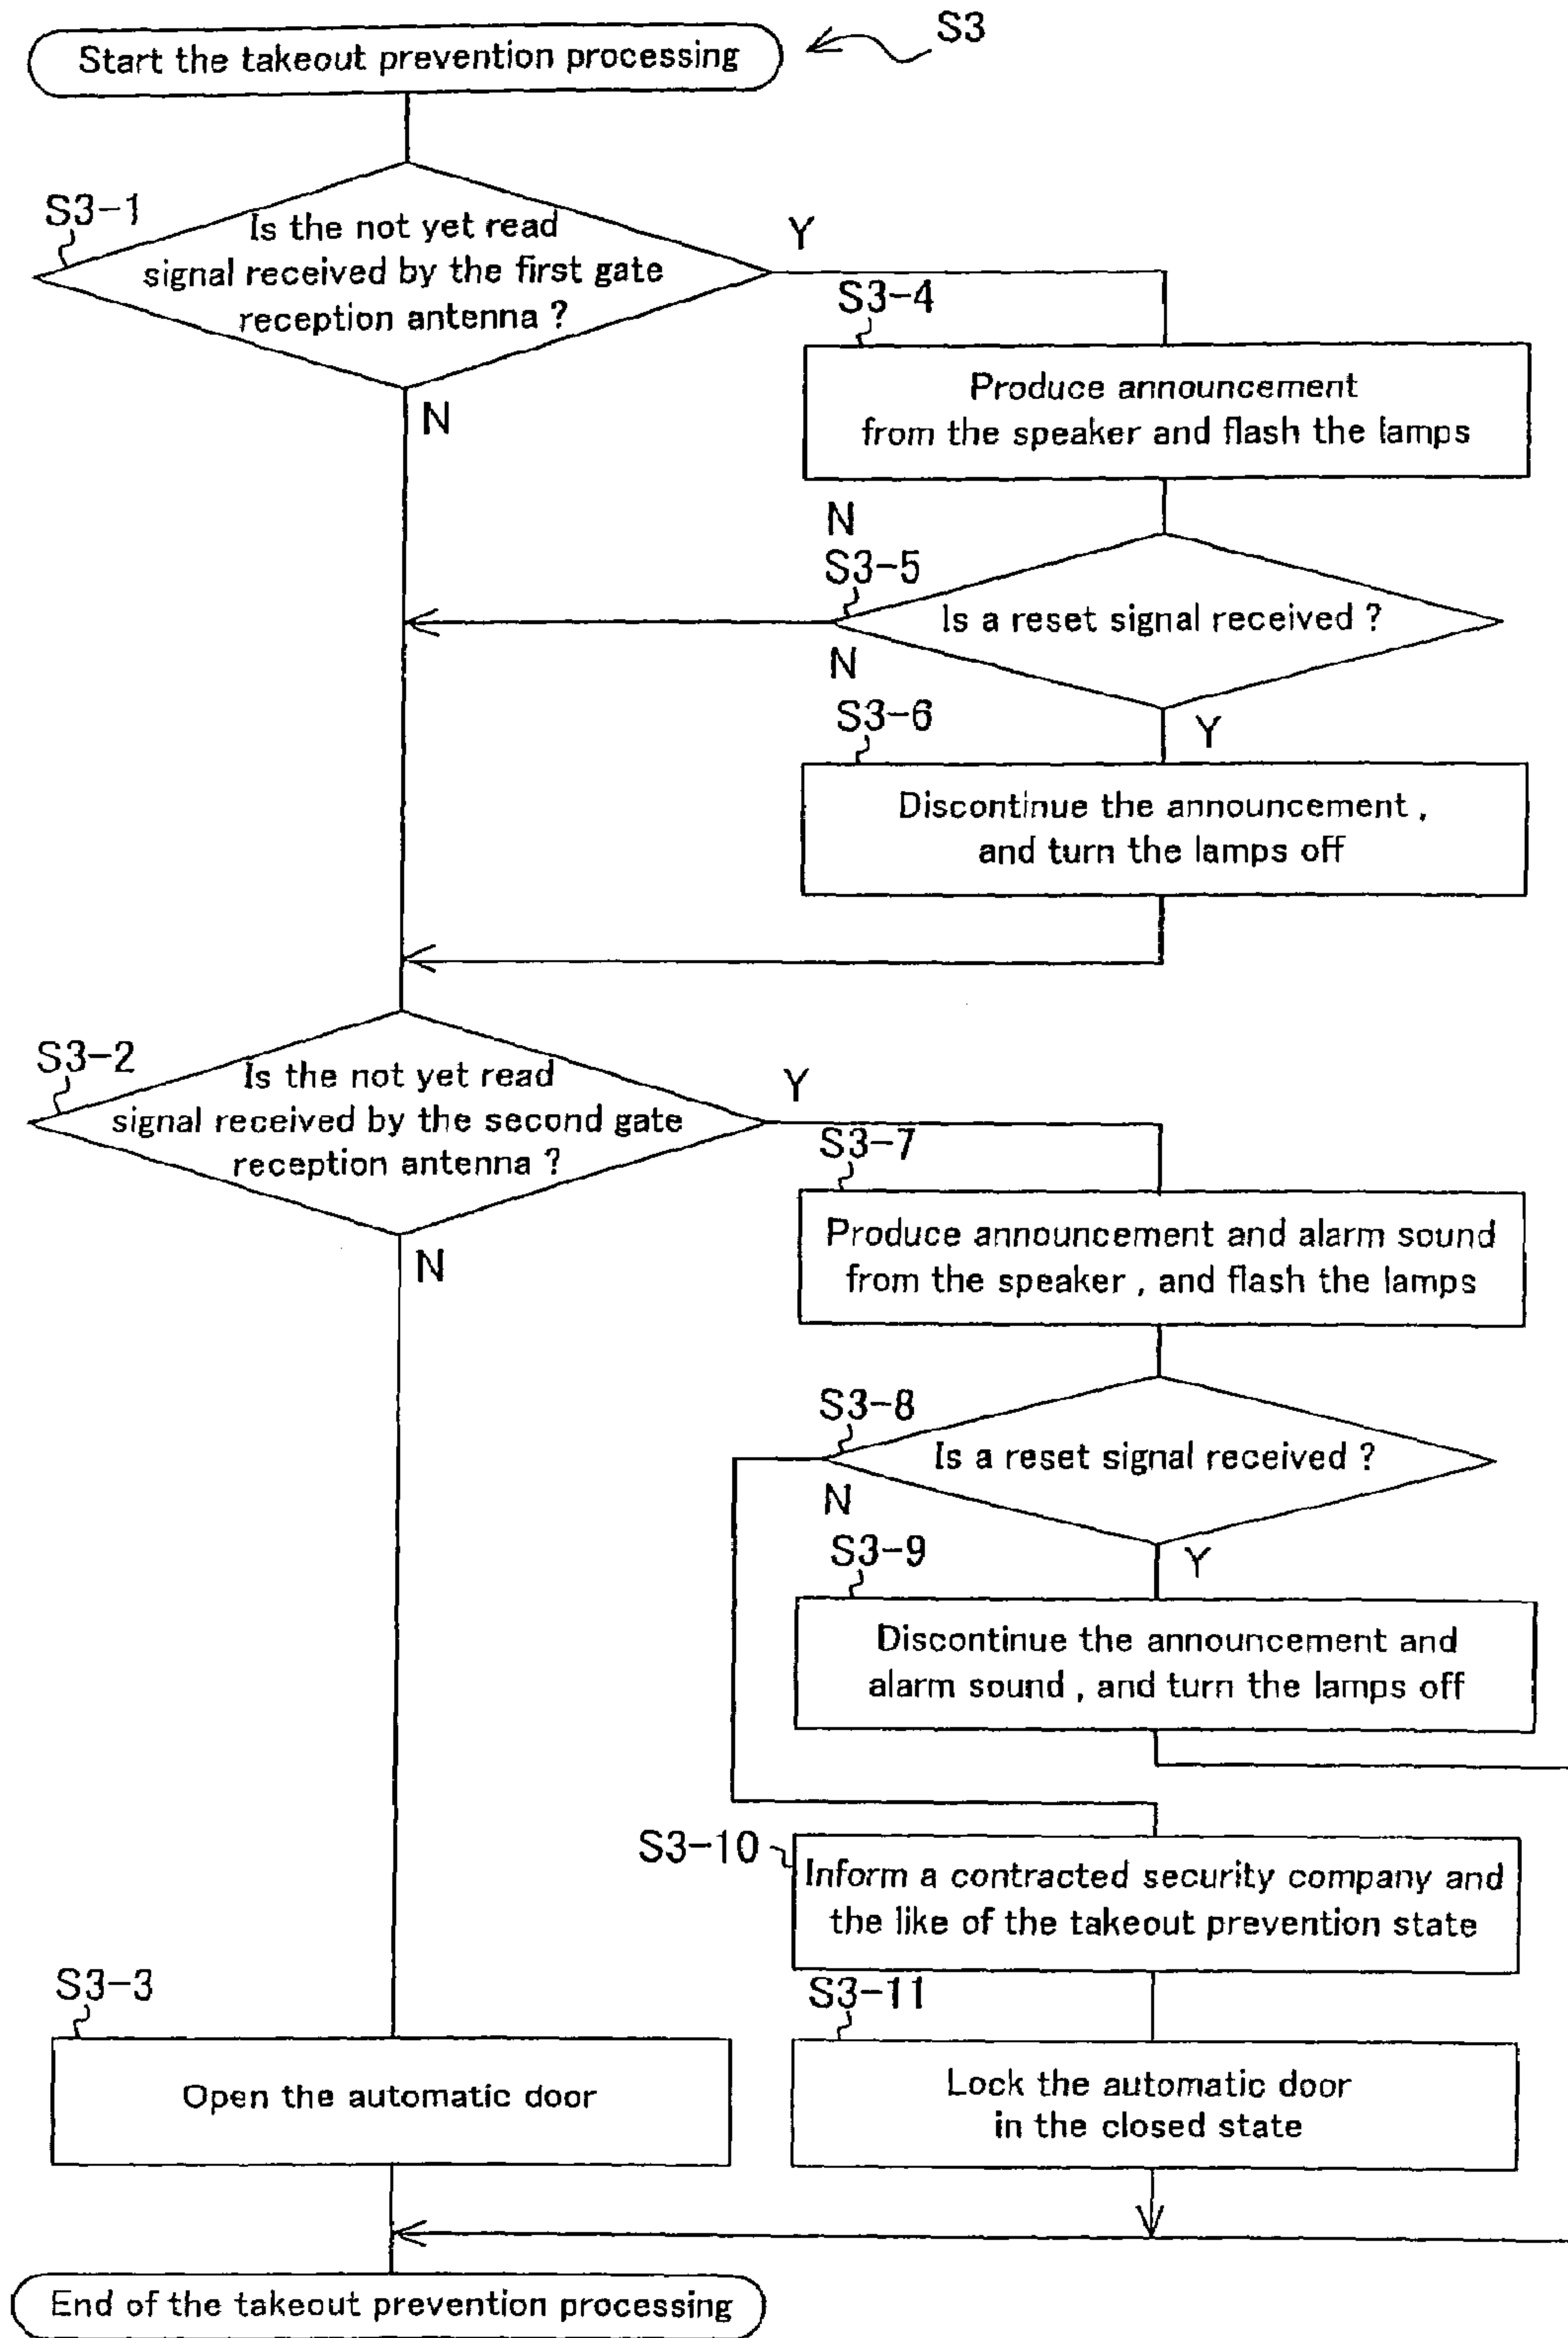 Start the takeout prevention processing
S3
S3-1
Is the not yet read
signal received by the first gate
reception antenna ?
Y
N
S3-4
Produce announcement
from the speaker and flash the lamps
N
S3-5
Is a reset signal received ?
N
Y
S3-6
Discontinue the announcement ,
and turn the lamps off
S3-2
Is the not yet read
signal received by the second gate
reception antenna ?
Y
N
S3-7
Produce announcement and alarm sound
from the speaker , and flash the lamps
S3-8
Is a reset signal received ?
N
Y
S3-9
Discontinue the announcement and
alarm sound , and turn the lamps off
S3-10
Inform a contracted security company and
the like of the takeout prevention state
S3-3
Open the automatic door
S3-11
Lock the automatic door
in the closed state
End of the takeout prevention processing